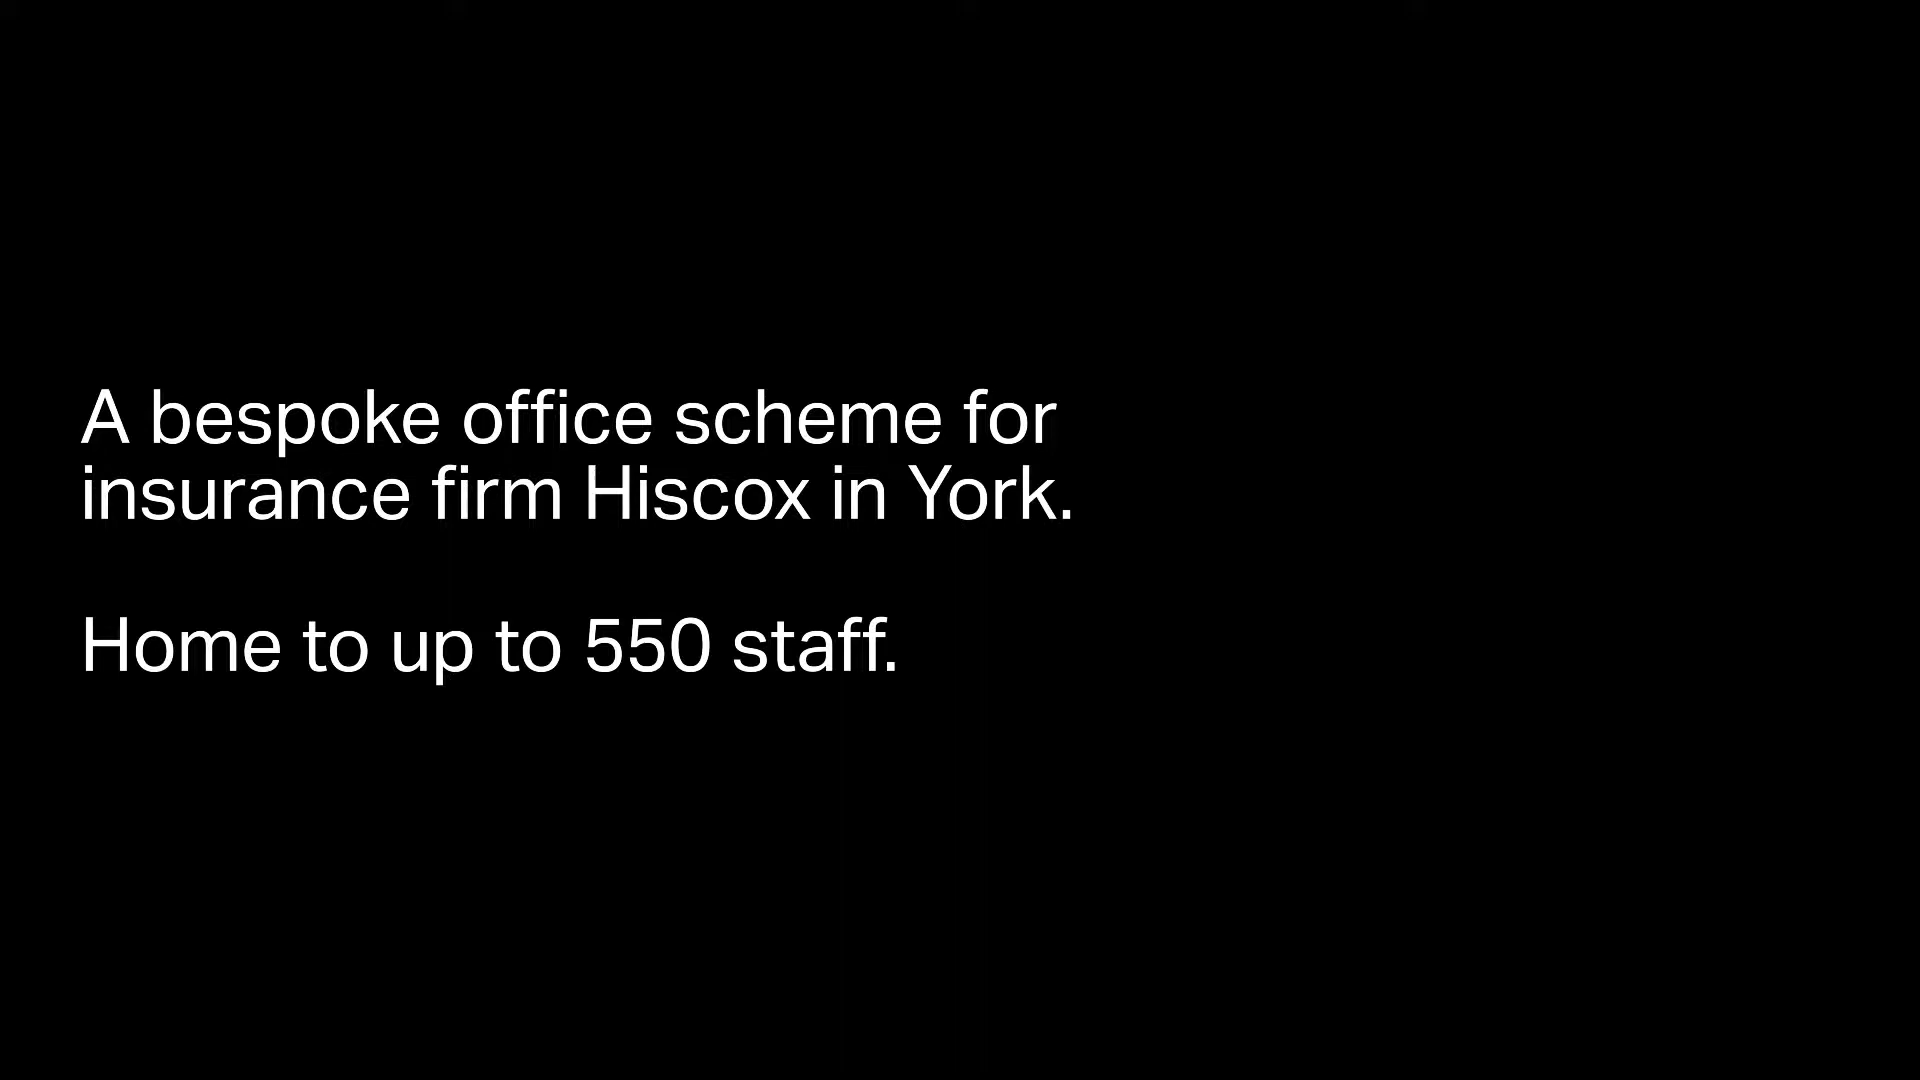 A bespoke office scheme for
insurance firm Hiscox in York.
Home to up to 550 staff.